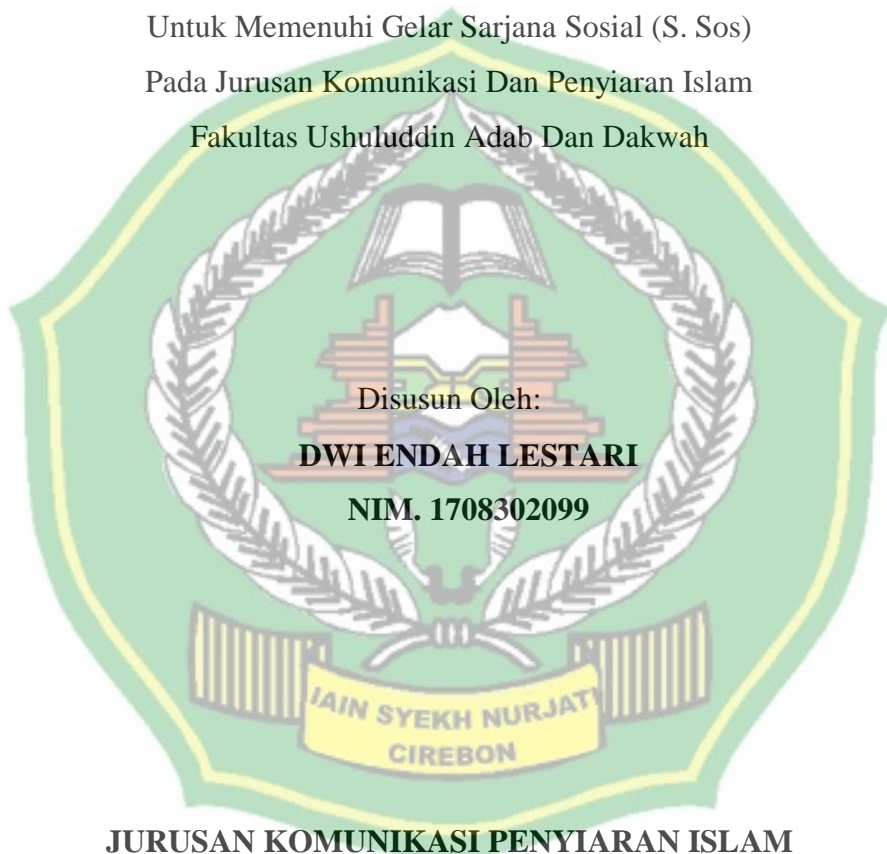 Untuk Memenuhi Gelar Sarjana Sosial (S. Sos)
Pada Jurusan Komunikasi Dan Penyiaran Islam
Fakultas Ushuluddin Adab Dan Dakwah
Disusun Oleh:
DWI ENDAH LESTARI
NIM. 1708302099
IAIN SYEKH NURJATI
CIREBON
JURUSAN KOMUNIKASI PENYIARAN ISLAM